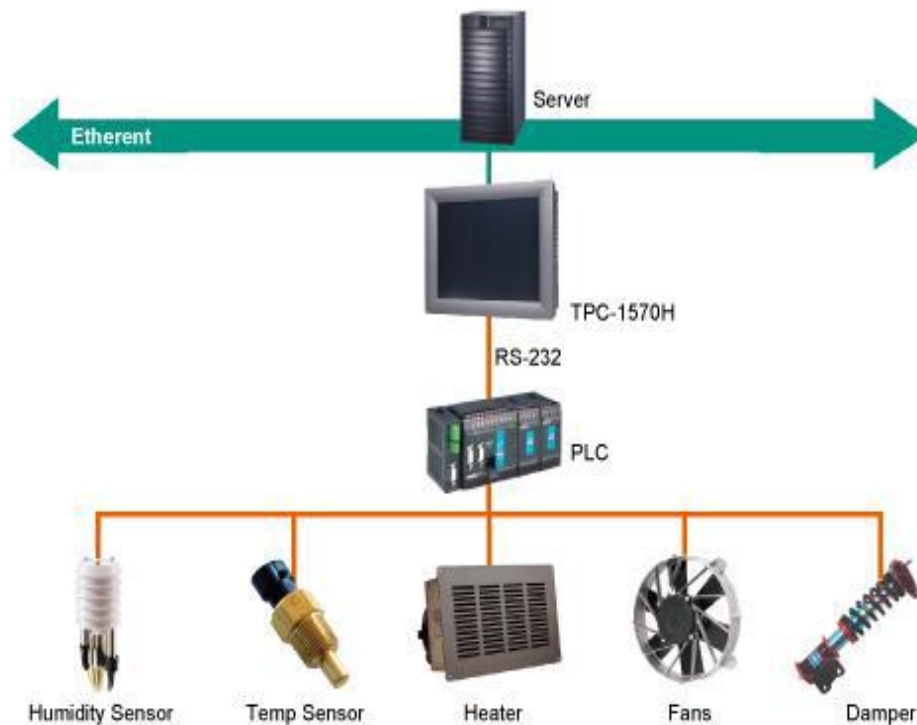 Server
Etherent
TPC-1570H
RS-232
PLC
Humidity Sensor
Temp Sensor
Heater
Fans
Damper